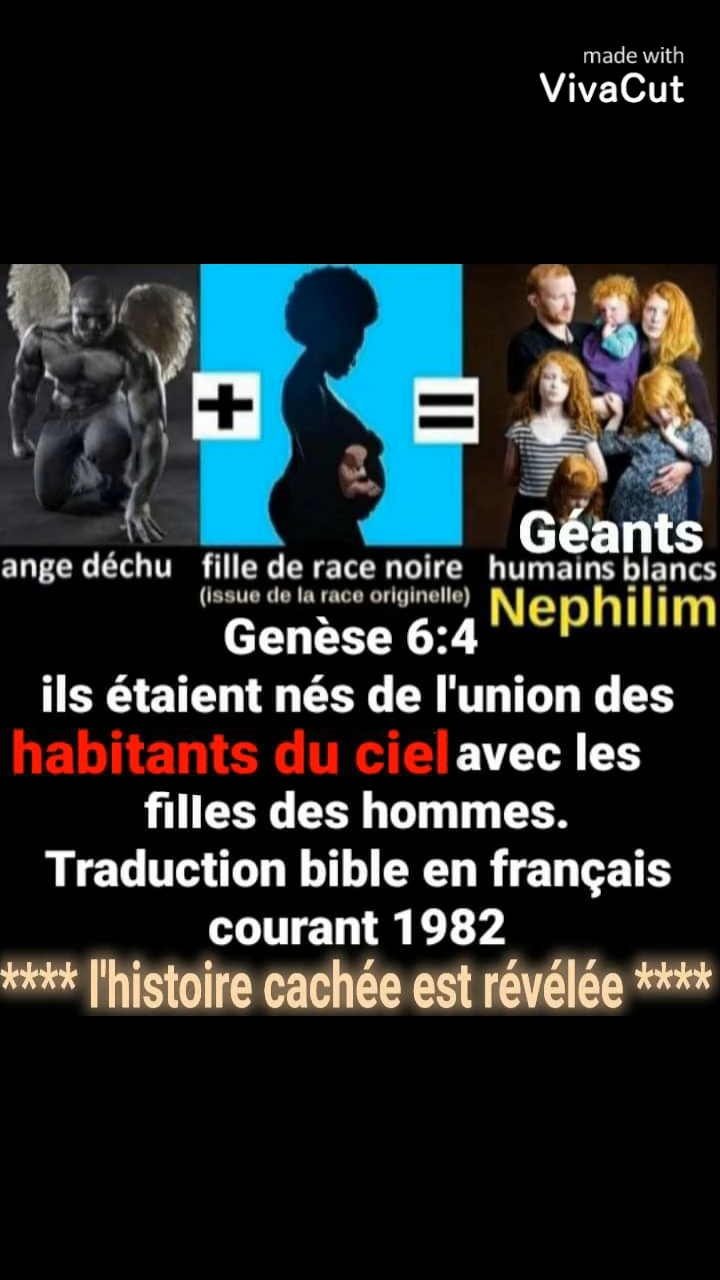 made with
VivaCut
+
=
Géants
ange déchu fille de race noire humains blancs
(issue de la race originelle) Nephilim
Genèse 6:4
ils étaient nés de l'union des
habitants du ciel avec les
filles des hommes.
Traduction bible en français
courant 1982
**** l'histoire cachée est révélée ****